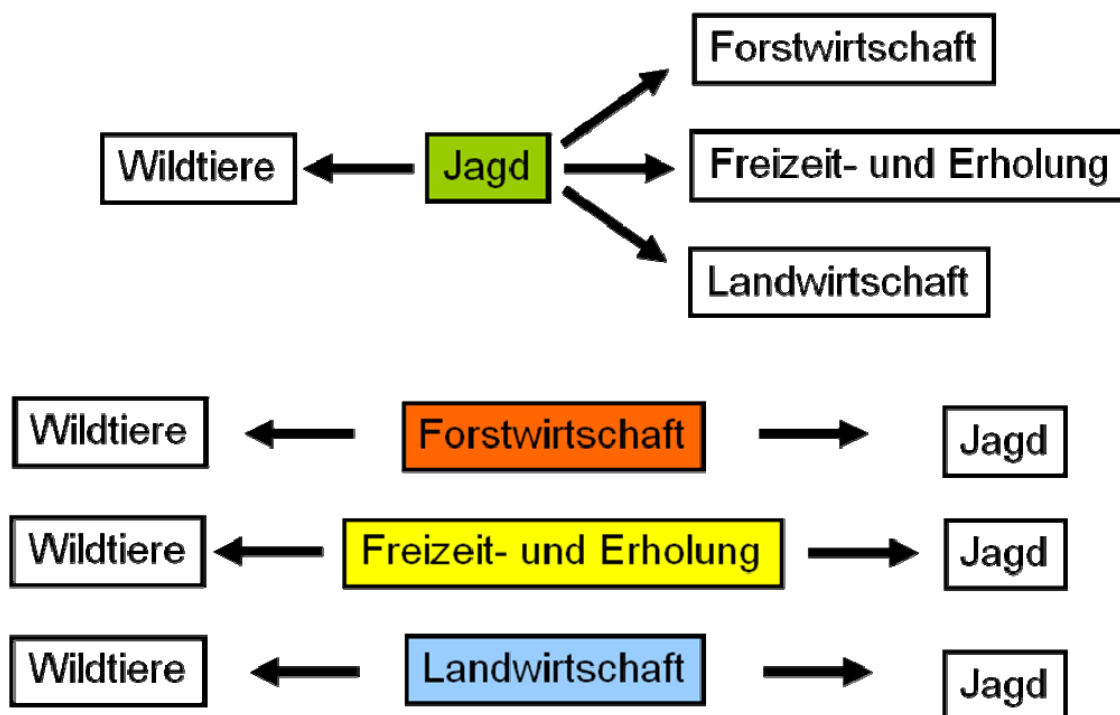 Forstwirtschaft
Wildtiere Jagd Freizeit- und Erholung
Landwirtschaft
Wildtiere Forstwirtschaft Jagd
Wildtiere Freizeit- und Erholung Jagd
Wildtiere Landwirtschaft Jagd